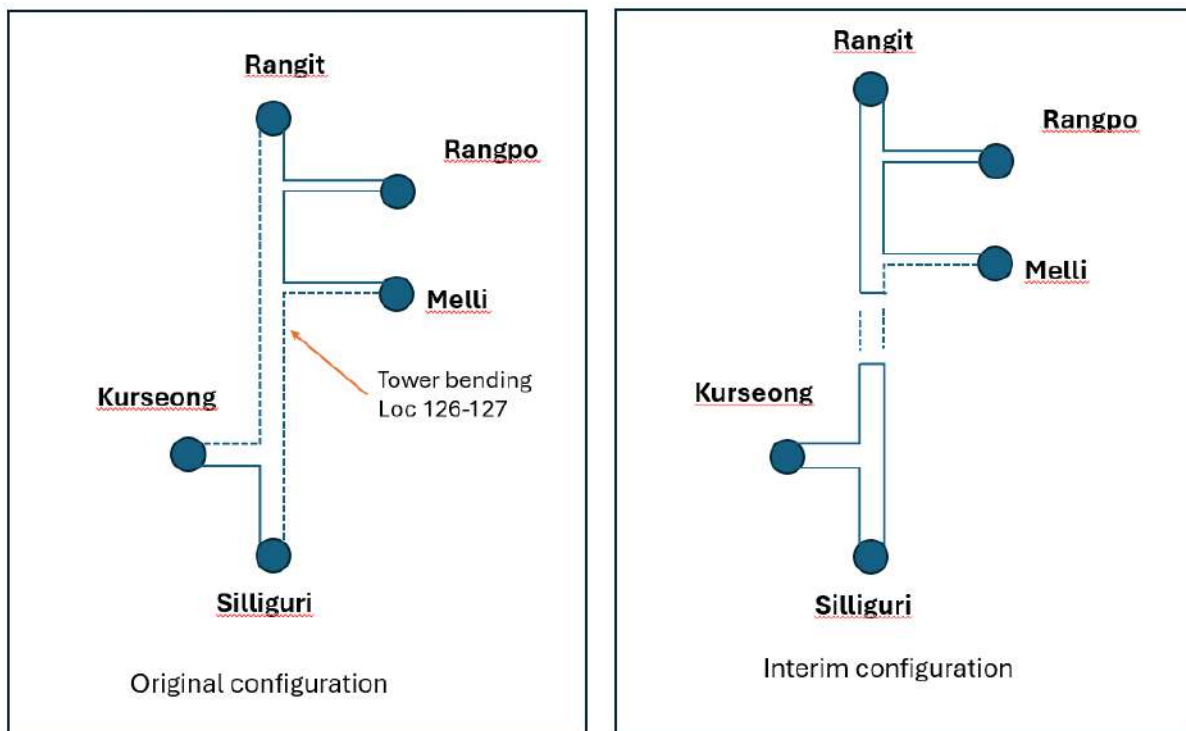 Rangit
Rangpo
Melli
Tower bending
Loc 126-127
Kurseong
Silliguri
Original configuration
Rangit
Rangpo
Melli
Kurseong
Silliguri
Interim configuration